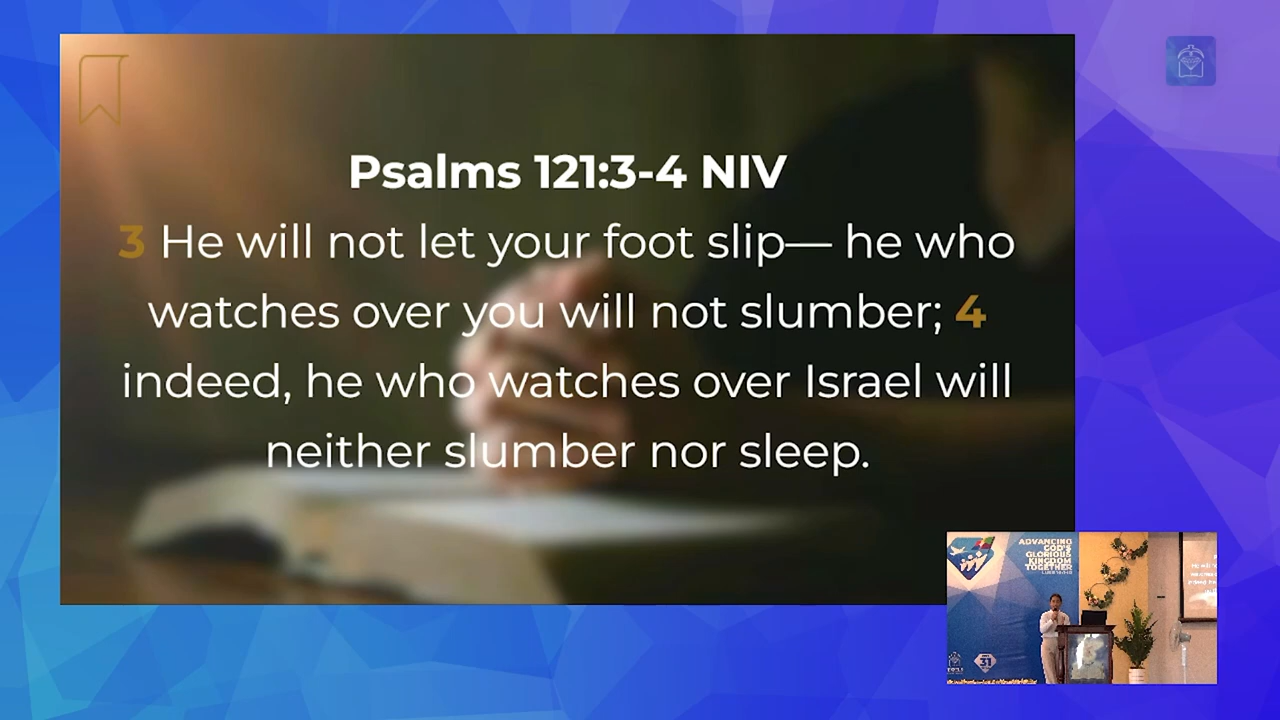 Psalms 121:3-4 NIV
3 He will not let your foot slip— he who
watches over you will not slumber; 4
indeed, he who watches over Israel will
neither slumber nor sleep.
ADVANCING
GOD'S
GLORIOUS
KINGDOM
TOGETHER
31